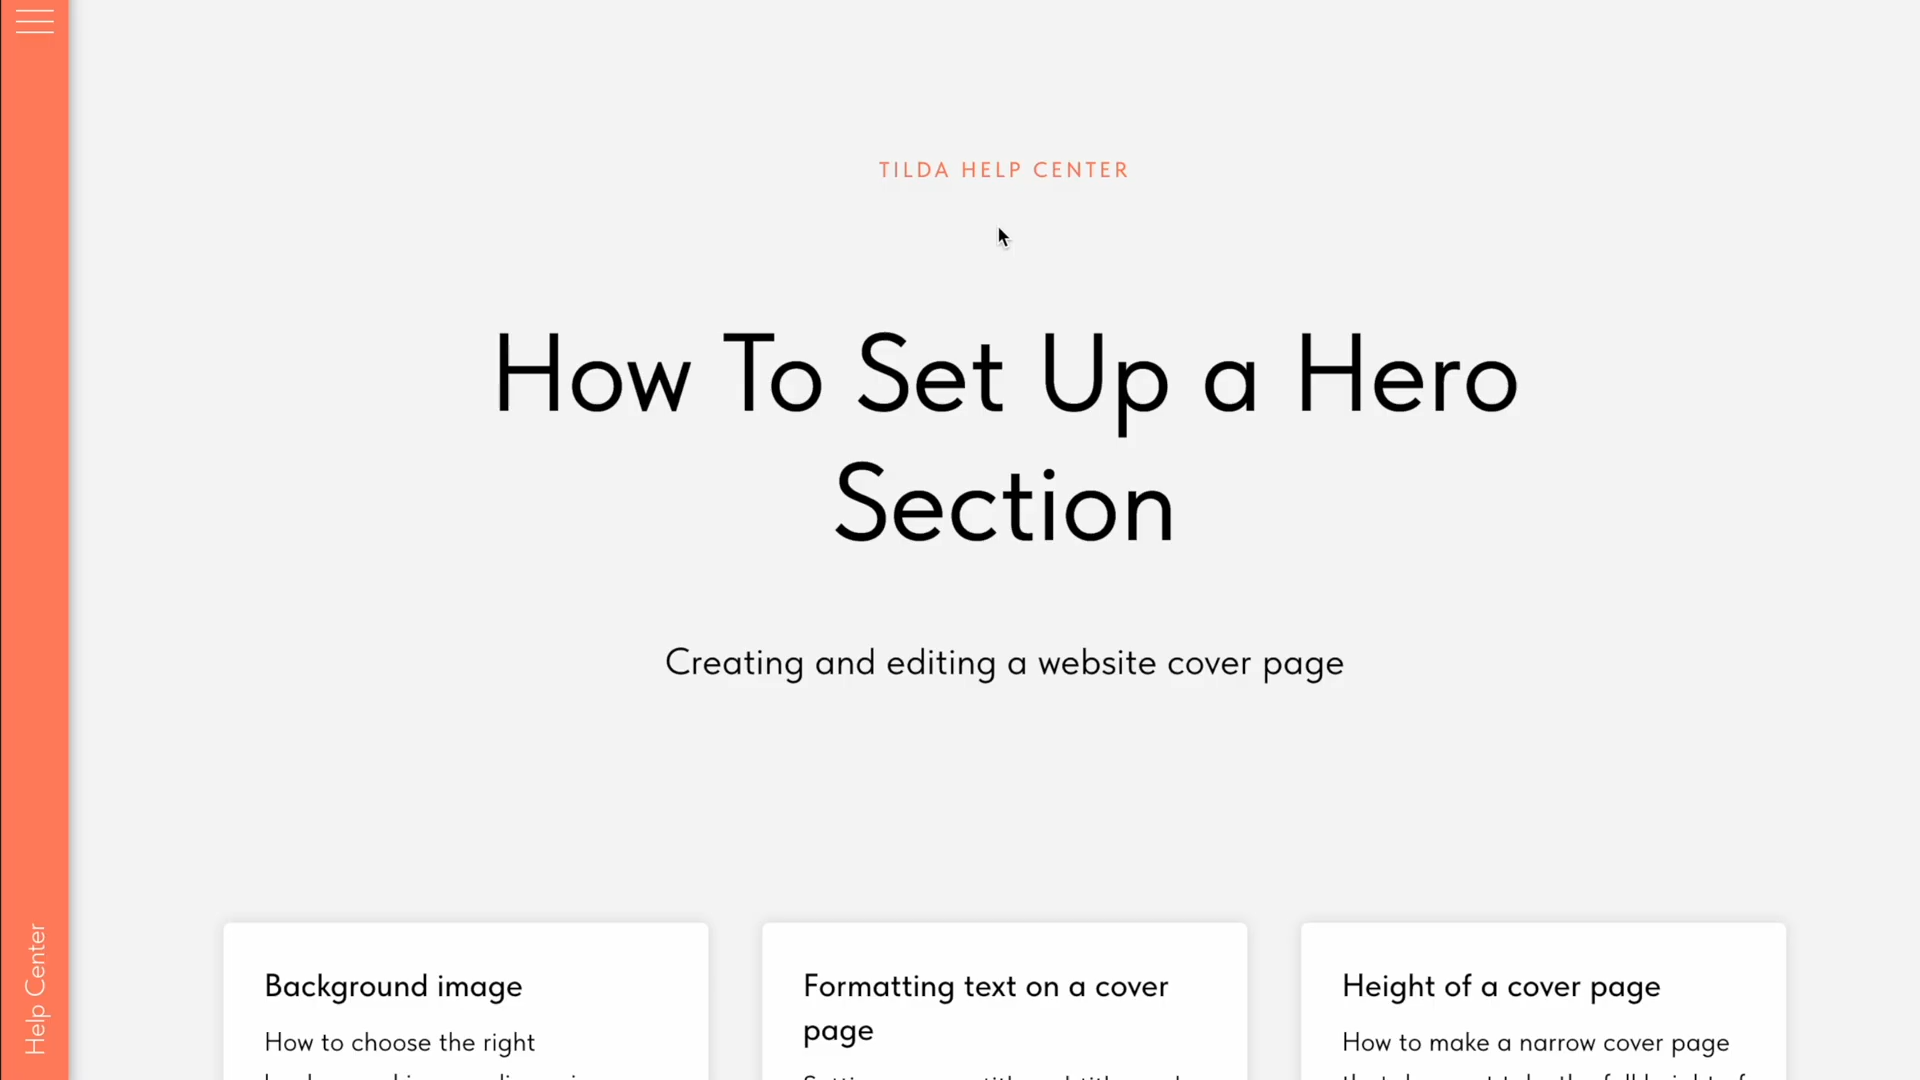 TILDA HELP CENTER
How To Set Up a Hero
Section
Creating and editing a website cover page
Background image
How to choose the right
Formatting text on a cover
page
Height of a cover page
How to make a narrow cover page
Help Center